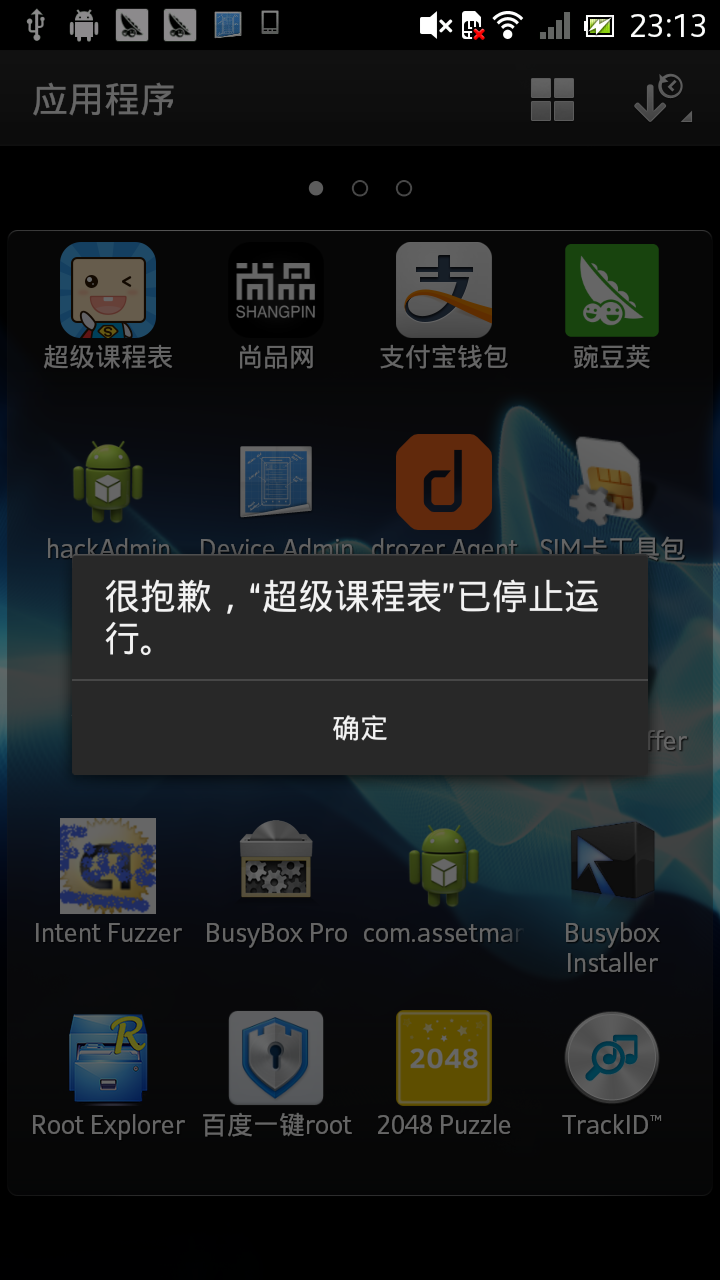 23:13
应用程序
尚品
SHANGPIN
支
超级课程表
尚品网
支付宝钱包
豌豆荚
hackAdmin
Device Admin
drozer Agent
SIM卡工具包
很抱歉，“超级课程表”已停止运
行。
确定
ffer
Intent Fuzzer
BusyBox Pro
com.assetmar
Busybox
Installer
R
2048
Root Explorer
百度一键root
2048 Puzzle
TrackID™